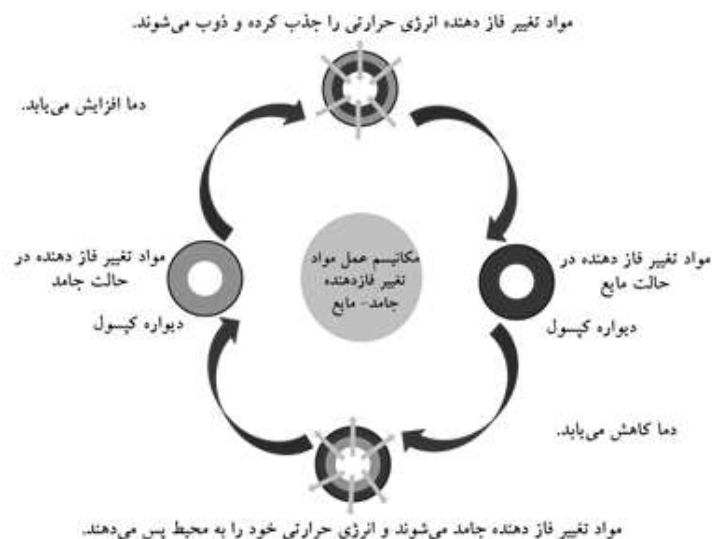 مواد تغییر فاز دهنده انرژی حرارتی را جذب کرده و ذوب می‌شوند.
دما افزایش می‌یابد.
مواد تغییر فاز دهنده در
حالت مایع
دیواره کپسول
مکانیسم عمل مواد
تغییر فازدهنده
جامد- مایع
مواد تغییر فاز دهنده در
حالت جامد
دیواره کپسول
دما کاهش می‌یابد.
مواد تغییر فاز دهنده جامد می‌شوند و انرژی حرارتی خود را به محیط پس می‌دهند.